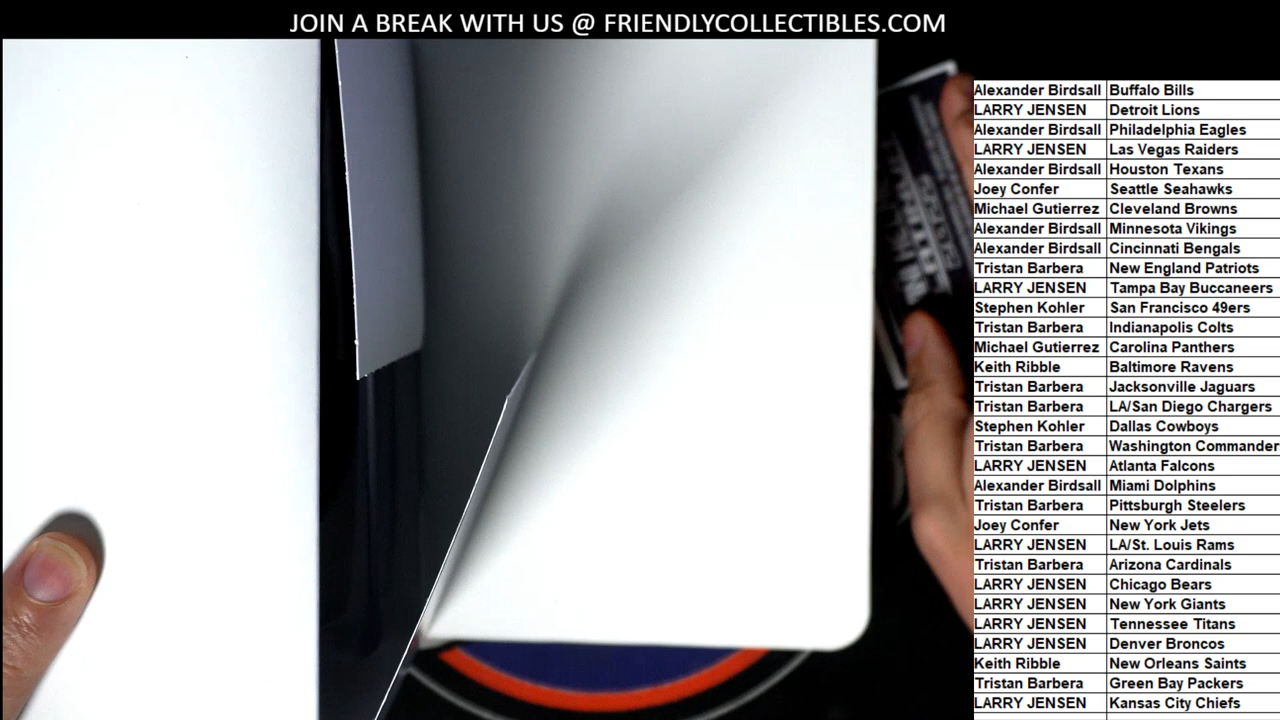 JOIN A BREAK WITH US @ FRIENDLYCOLLECTIBLES.COM
Alexander Birdsall Buffalo Bills
LARRY JENSEN Detroit Lions
Alexander Birdsall Philadelphia Eagles
LARRY JENSEN Las Vegas Raiders
Alexander Birdsall Houston Texans
Joey Confer Seattle Seahawks
Michael Gutierrez Cleveland Browns
Alexander Birdsall Minnesota Vikings
Alexander Birdsall Cincinnati Bengals
Tristan Barbera New England Patriots
LARRY JENSEN Tampa Bay Buccaneers
Stephen Kohler San Francisco 49ers
Tristan Barbera Indianapolis Colts
Michael Gutierrez Carolina Panthers
Keith Ribble Baltimore Ravens
Tristan Barbera Jacksonville Jaguars
Tristan Barbera LA/San Diego Chargers
Stephen Kohler Dallas Cowboys
Tristan Barbera Washington Commander
LARRY JENSEN Atlanta Falcons
Alexander Birdsall Miami Dolphins
Tristan Barbera Pittsburgh Steelers
Joey Confer New York Jets
LARRY JENSEN LA/St. Louis Rams
Tristan Barbera Arizona Cardinals
LARRY JENSEN Chicago Bears
LARRY JENSEN New York Giants
LARRY JENSEN Tennessee Titans
LARRY JENSEN Denver Broncos
Keith Ribble New Orleans Saints
Tristan Barbera Green Bay Packers
LARRY JENSEN Kansas City Chiefs